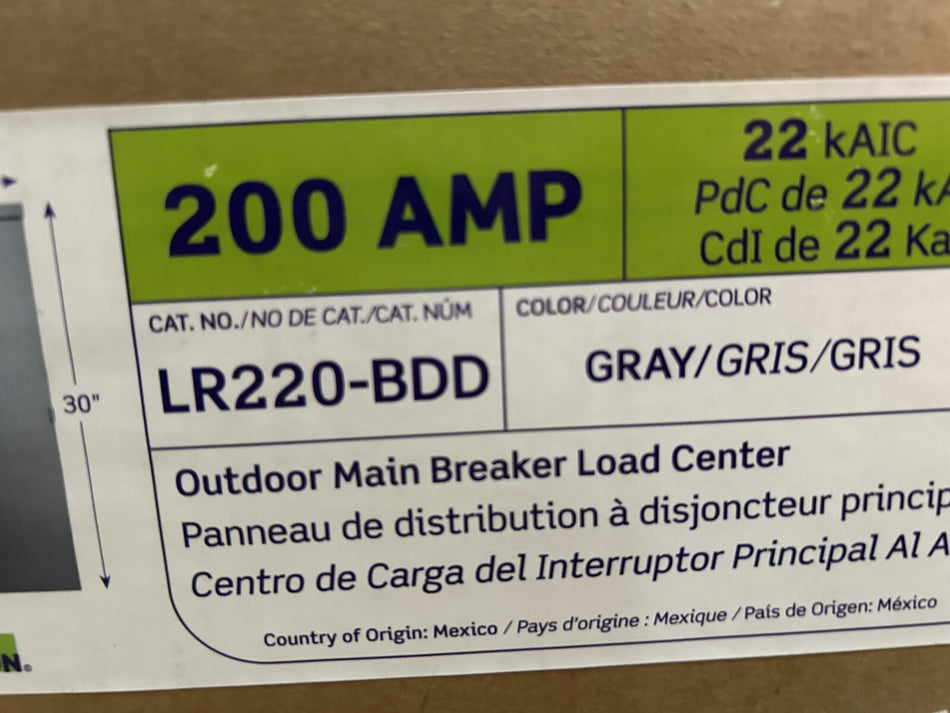 200 AMP
22 kAIC
PdC de 22
CdI de 22
CAT. NO./NO DE CAT./CAT. NÚM
LR220-BDD
COLOR/COULEUR/COLOR
GRAY/GRIS/GRIS
30"
Outdoor Main Breaker Load Center
Panneau de distribution à disjoncteur
Centro de Carga del Interruptor Principal Al
Country of Origin: Mexico / Pays d'origine : Mexique / País de Origen: México